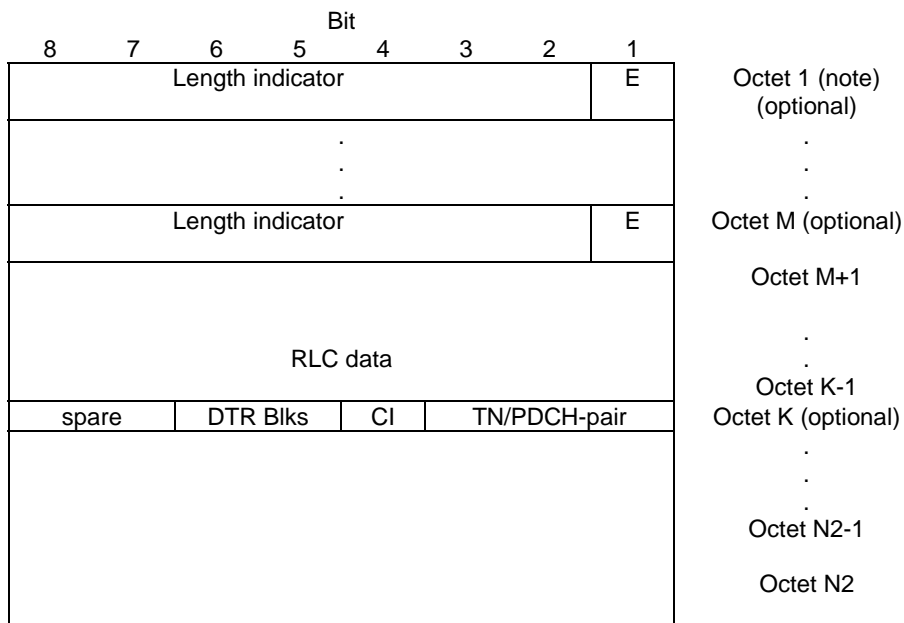 Bit
8 7 6 5 4 3 2 1
Length indicator E Octet 1 (note)
(optional)
. .
. .
. .
Length indicator E Octet M (optional)
Octet M+1
.
RLC data .
Octet K-1
spare DTR Blks CI TN/PDCH-pair Octet K (optional)
.
.
.
Octet N2-1
Octet N2